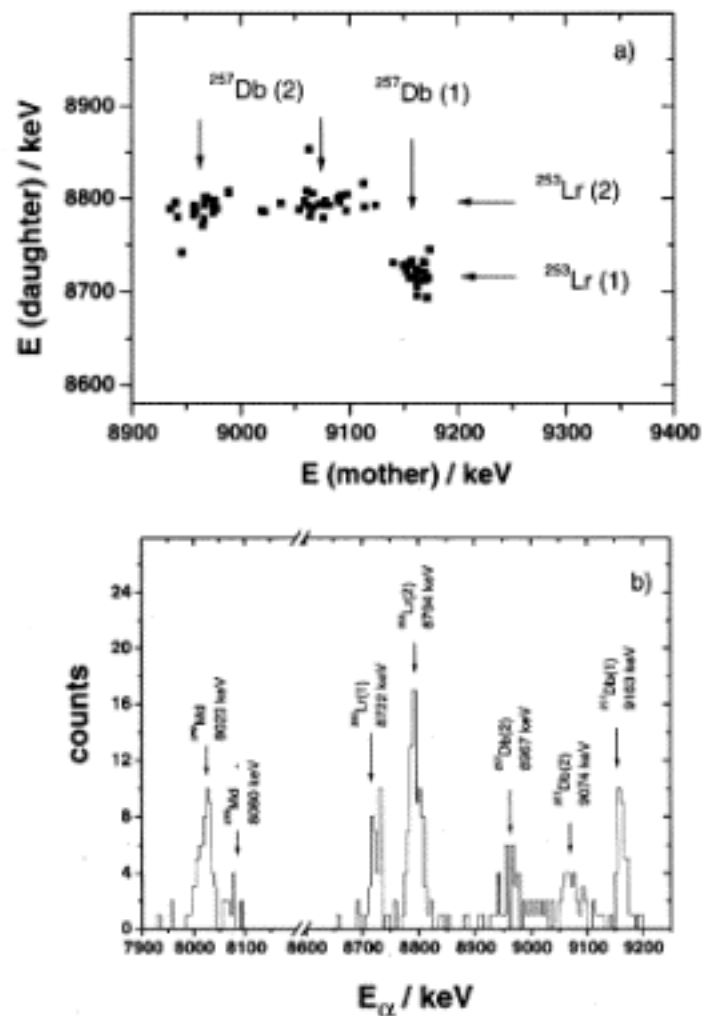 a)
²⁵⁷Db (2)
²⁵⁷Db (1)
²⁵³Lr (2)
²⁵³Lr (1)
E (daughter) / keV
8900
8800
8700
8600
8900 9000 9100 9200 9300 9400
E (mother) / keV
b)
counts
24
20
16
12
8
4
0
Md
8023 keV
Md
Lr(1)
8722 keV
Lr(2)
8794 keV
Db(2)
8967 keV
Db(2)
9074 keV
Db(1)
9163 keV
7900 8000 8100 8600 8700 8800 8900 9000 9100 9200
Eα / keV